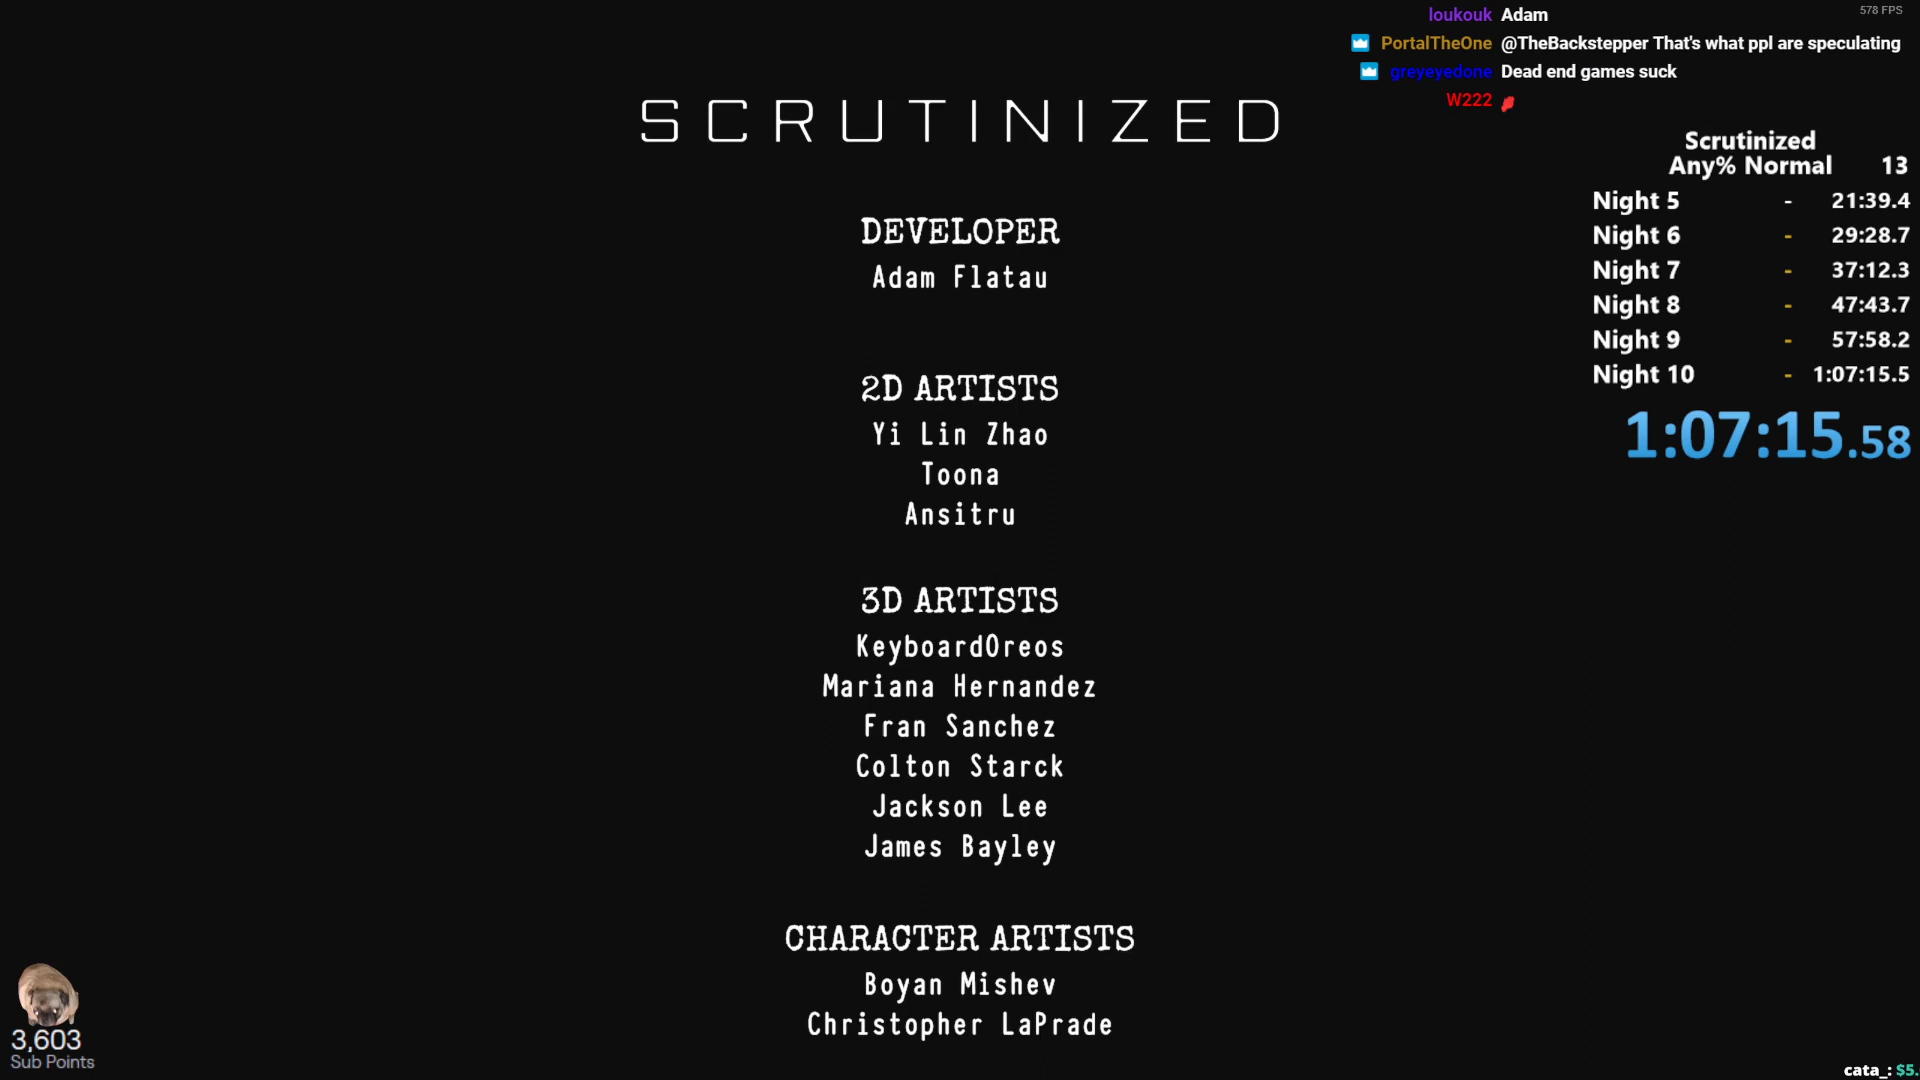 578 FPS
loukouk Adam
PortalTheOne @TheBackstepper That's what ppl are speculating
greyeyedone Dead end games suck
W222
SCRUTINIZED
DEVELOPER
Adam Flatau
2D ARTISTS
Yi Lin Zhao
Toona
Ansitru
3D ARTISTS
KeyboardOreos
Mariana Hernandez
Fran Sanchez
Colton Starck
Jackson Lee
James Bayley
CHARACTER ARTISTS
Boyan Mishev
Christopher LaPrade
Scrutinized
Any% Normal 13
Night 5 - 21:39.4
Night 6 - 29:28.7
Night 7 - 37:12.3
Night 8 - 47:43.7
Night 9 - 57:58.2
Night 10 - 1:07:15.5
1:07:15.58
3,603
Sub Points
cata_: $5.